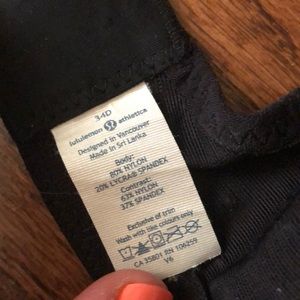 34D
lululemon athletica
Designed in Vancouver
Made in Sri Lanka
Body:
80% NYLON
20% LYCRA® SPANDEX
Contrast:
63% NYLON
37% SPANDEX
Exclusive of trim
Wash with like colours only
CA 35801 RN 106259
V6